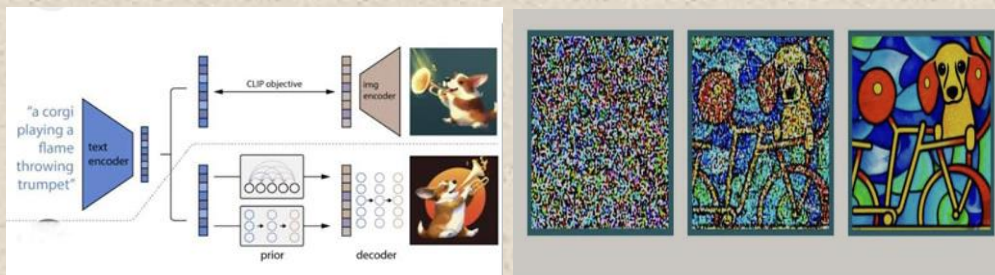 "a corgi
playing a
flame
throwing
trumpet"
text
encoder
CLIP objective
img
encoder
prior
decoder